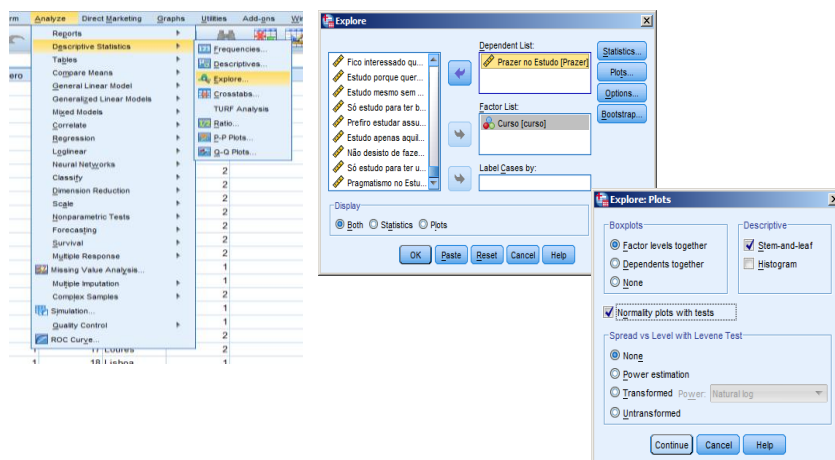 rm Analyze Direct Marketing Graphs Utilities Add-ons Win
Reports
Descriptive Statistics
Tables
Compare Means
General Linear Model
Generalized Linear Models
Mixed Models
Correlate
Regression
Loglinear
Neural Networks
Classify
Dimension Reduction
Scale
Nonparametric Tests
Forecasting
Survival
Multiple Response
Missing Value Analysis...
Multiple Imputation
Complex Samples
Simulation...
Quality Control
ROC Curve...
Frequencies...
Descriptives...
Explore...
Crosstabs...
TURF Analysis
Ratio...
P-P Plots...
Q-Q Plots...
ero
2
2
2
2
2
2
2
1
1
2
1
1
2
1 17 Loures 2
1 18 Lisboa 1
Explore
Fico interessado qu...
Estudo porque quer...
Estudo mesmo sem ...
Só estudo para ter b...
Prefiro estudar assu...
Estudo apenas aquil...
Não desisto de faze...
Só estudo para ter u...
Pragmatismo no Estu...
Dependent List:
Prazer no Estudo [Prazer]
Factor List:
Curso [curso]
Label Cases by:
Statistics...
Plots...
Options...
Bootstrap...
Display
Both Statistics Plots
OK Paste Reset Cancel Help
Explore: Plots
Boxplots
Factor levels together
Dependents together
None
Descriptive
Stem-and-leaf
Histogram
Normality plots with tests
Spread vs Level with Levene Test
None
Power estimation
Transformed Power: Natural log
Untransformed
Continue Cancel Help